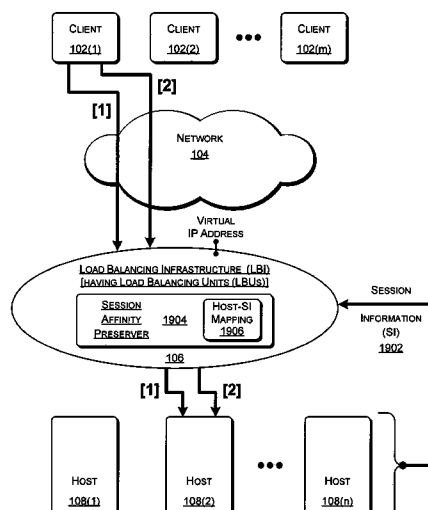 CLIENT
102(1)
CLIENT
102(2)
CLIENT
102(m)
[1]
[2]
NETWORK
104
VIRTUAL
IP ADDRESS
LOAD BALANCING INFRASTRUCTURE (LBI)
[HAVING LOAD BALANCING UNITS (LBUS)]
SESSION
AFFINITY
PRESERVER
1904
HOST-SI
MAPPING
1906
106
SESSION
INFORMATION
(SI)
1902
[1]
[2]
HOST
108(1)
HOST
108(2)
HOST
108(n)